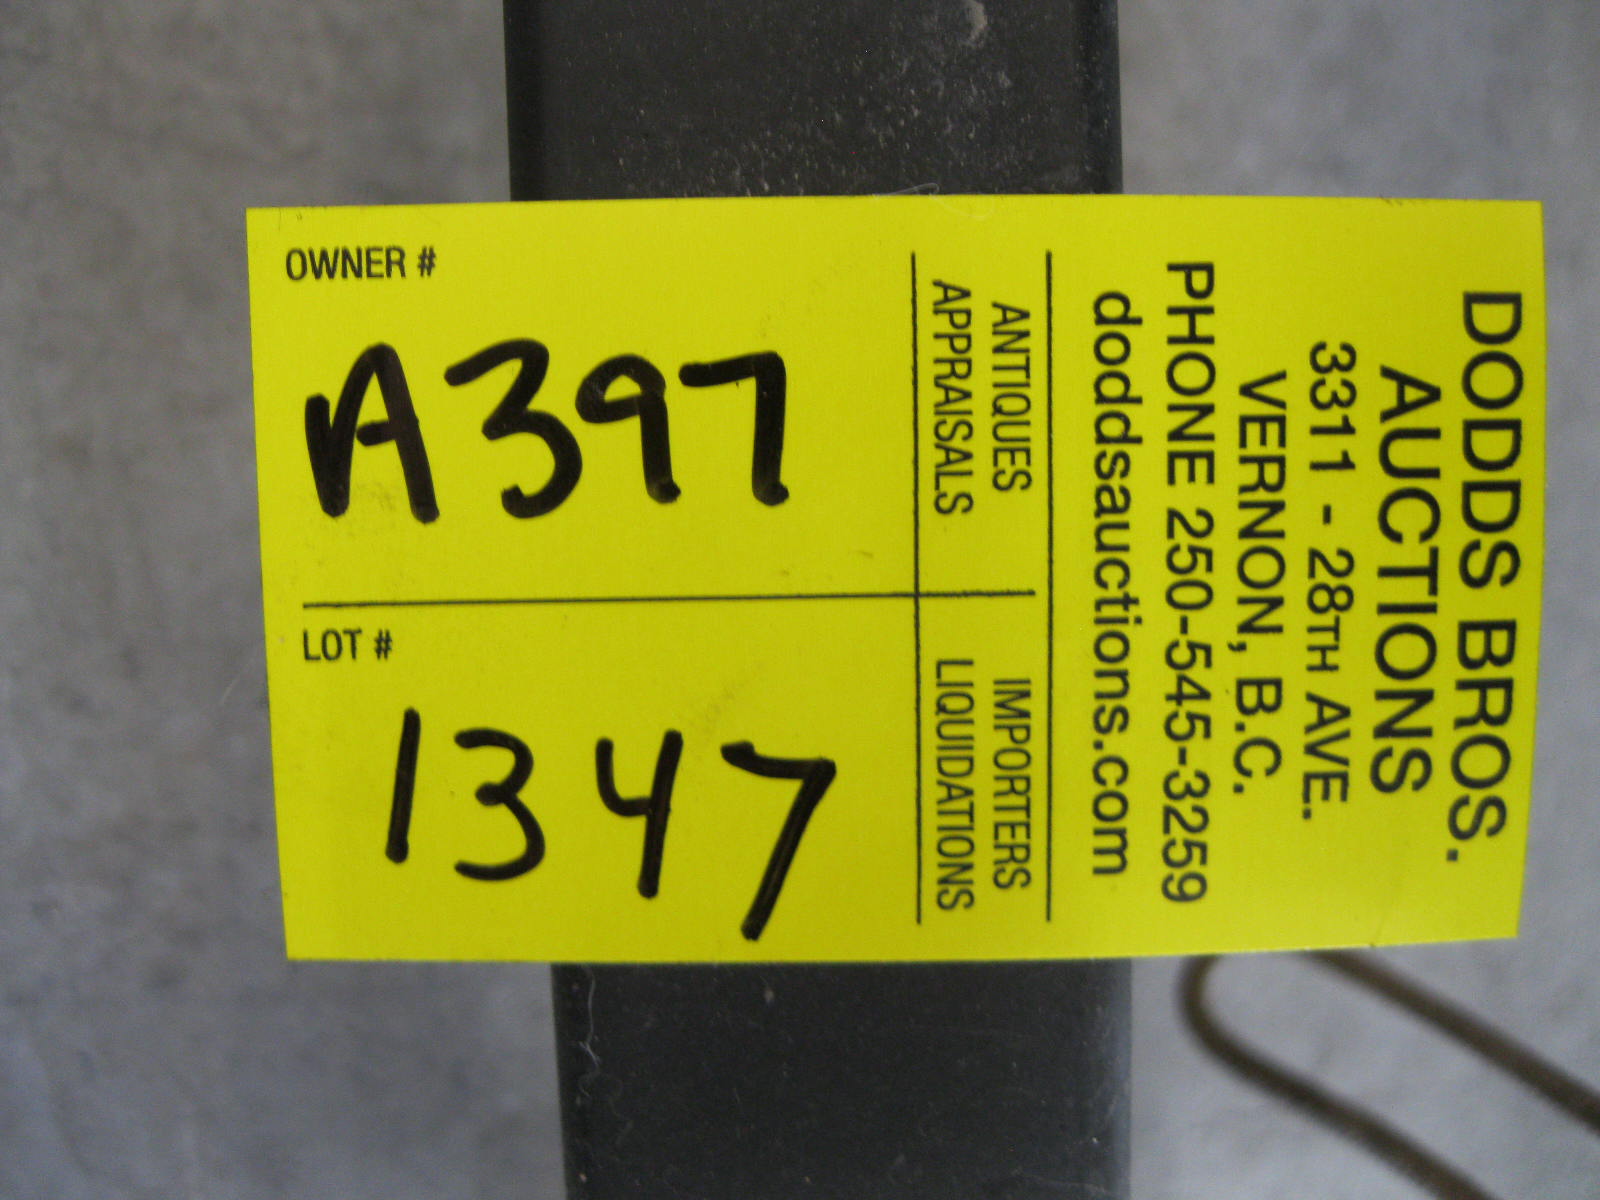 DODDS BROS.
AUCTIONS
3311 - 28TH AVE.
VERNON, B.C.
PHONE 250-545-3259
doddsauctions.com
ANTIQUES IMPORTERS
APPRAISALS LIQUIDATIONS
OWNER #
A397
LOT #
1347